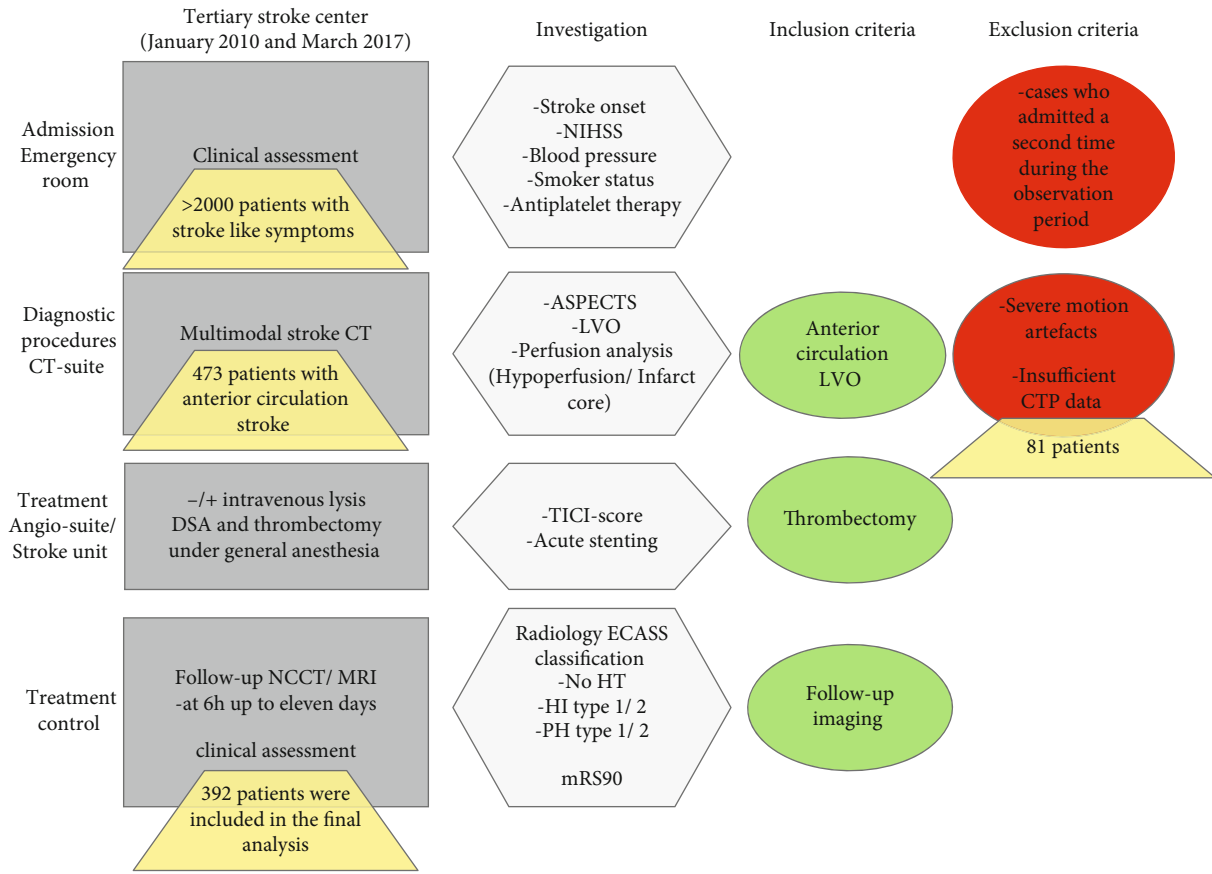 Tertiary stroke center
(January 2010 and March 2017)
Investigation
Inclusion criteria
Exclusion criteria
Admission
Emergency
room
Clinical assessment
>2000 patients with
stroke like symptoms
-Stroke onset
-NIHSS
-Blood pressure
-Smoker status
-Antiplatelet therapy
-cases who
admitted a
second time
during the
observation
period
Diagnostic
procedures
CT-suite
Multimodal stroke CT
473 patients with
anterior circulation
stroke
-ASPECTS
-LVO
-Perfusion analysis
(Hypoperfusion/ Infarct
core)
Anterior
circulation
LVO
-Severe motion
artefacts
-Insufficient
CTP data
81 patients
Treatment
Angio-suite/
Stroke unit
–/+ intravenous lysis
DSA and thrombectomy
under general anesthesia
-TICI-score
-Acute stenting
Thrombectomy
Treatment
control
Follow-up NCCT/ MRI
-at 6h up to eleven days
clinical assessment
392 patients were
included in the final
analysis
Radiology ECASS
classification
-No HT
-HI type 1/ 2
-PH type 1/ 2
mRS90
Follow-up
imaging